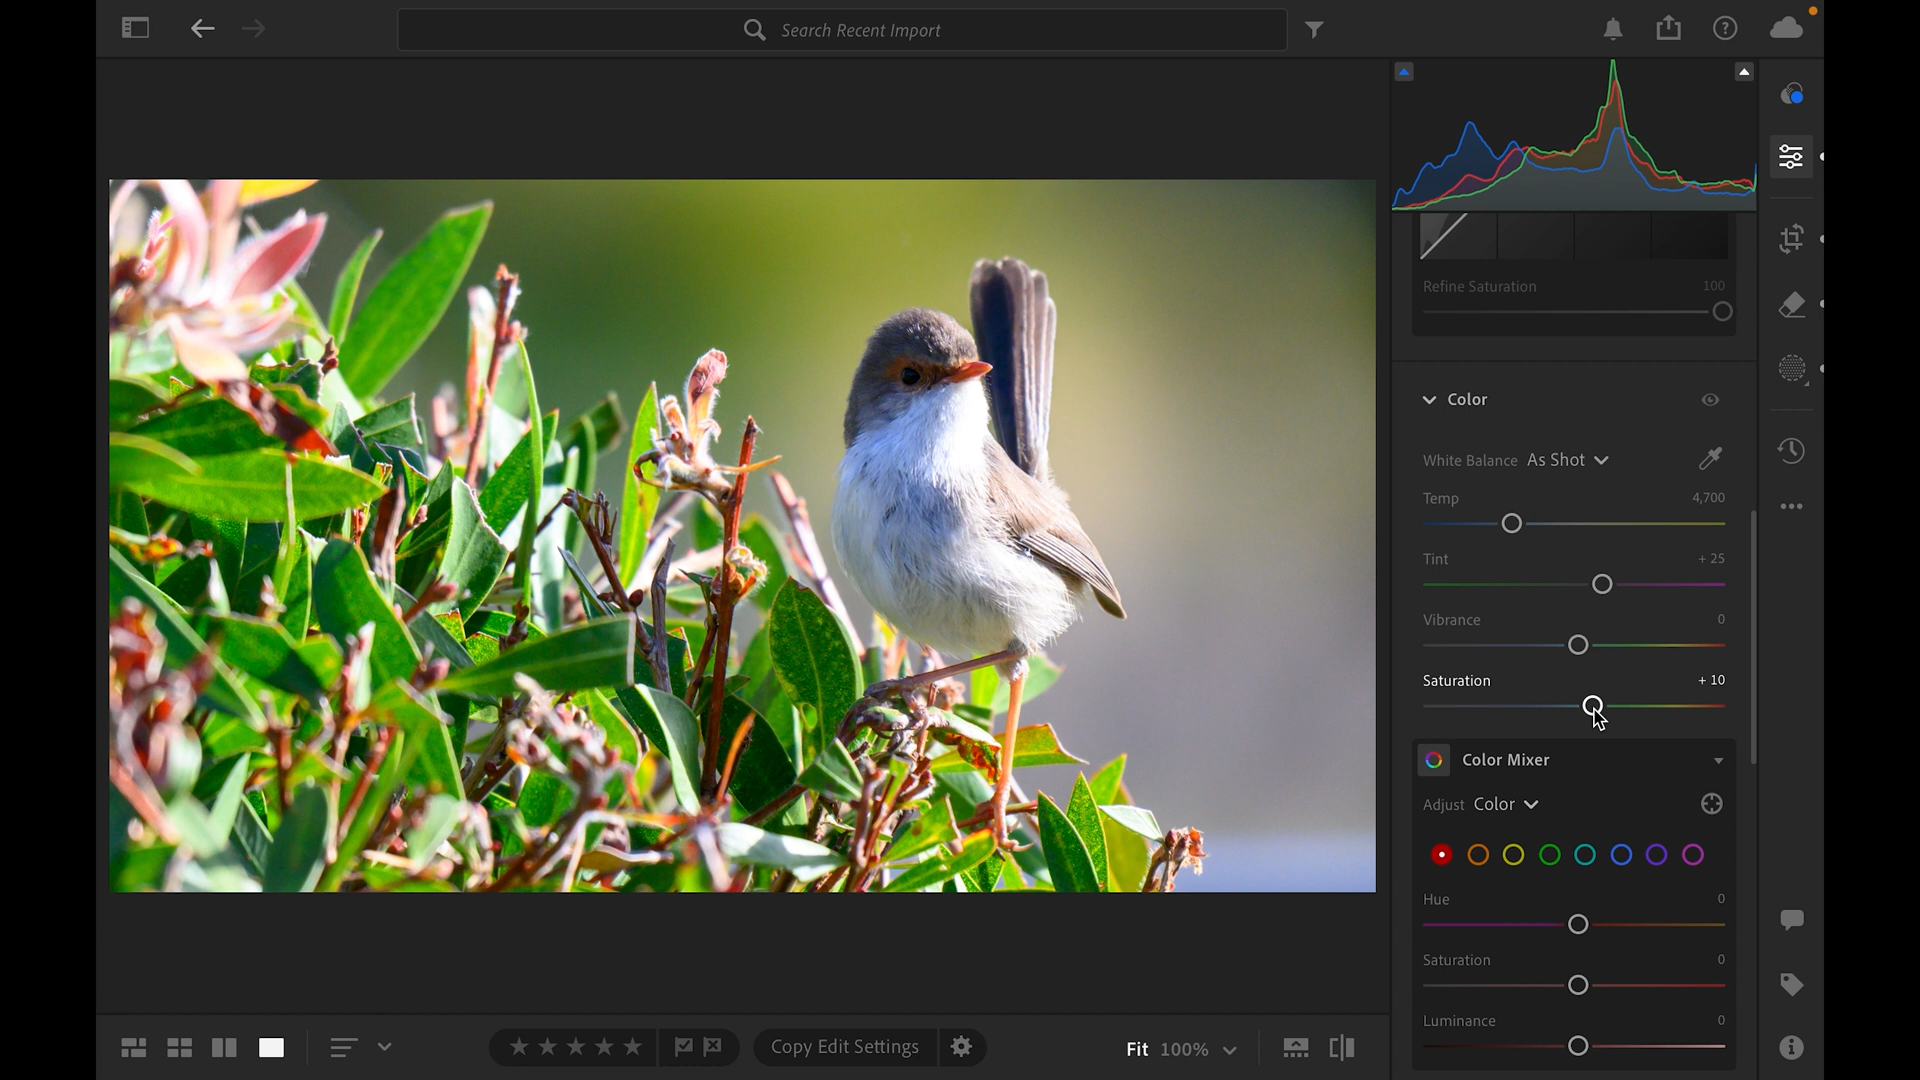 Search Recent Import
Refine Saturation 100
Color
White Balance As Shot
Temp 4,700
Tint + 25
Vibrance 0
Saturation + 10
Color Mixer
Adjust Color
Hue 0
Saturation 0
Luminance 0
Copy Edit Settings
Fit 100%